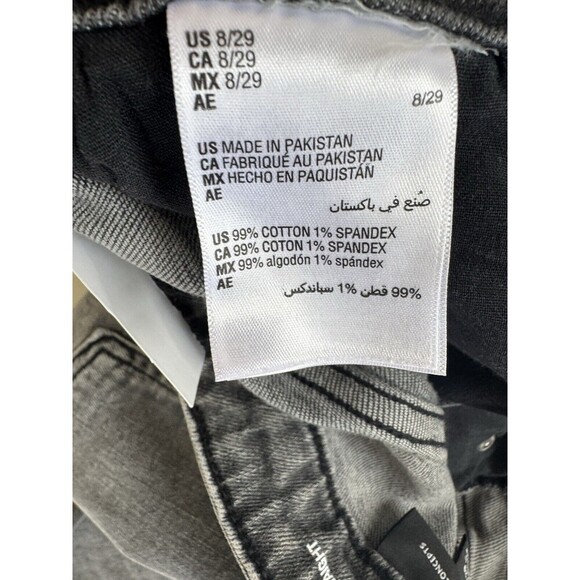 US 8/29
CA 8/29
MX 8/29
AE 8/29
US MADE IN PAKISTAN
CA FABRIQUÉ AU PAKISTAN
MX HECHO EN PAQUISTÁN
AE
صُنع في باكستان
US 99% COTTON 1% SPANDEX
CA 99% COTON 1% SPANDEX
MX 99% algodón 1% spándex
AE
99% قطن 1% سباندكس
CONCEPTS